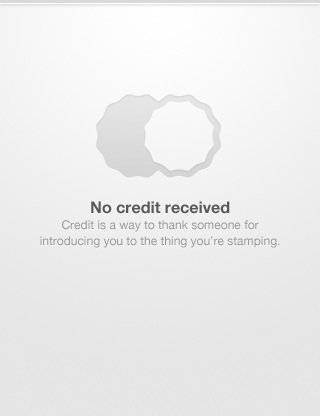 No credit received
Credit is a way to thank someone for
introducing you to the thing you’re stamping.